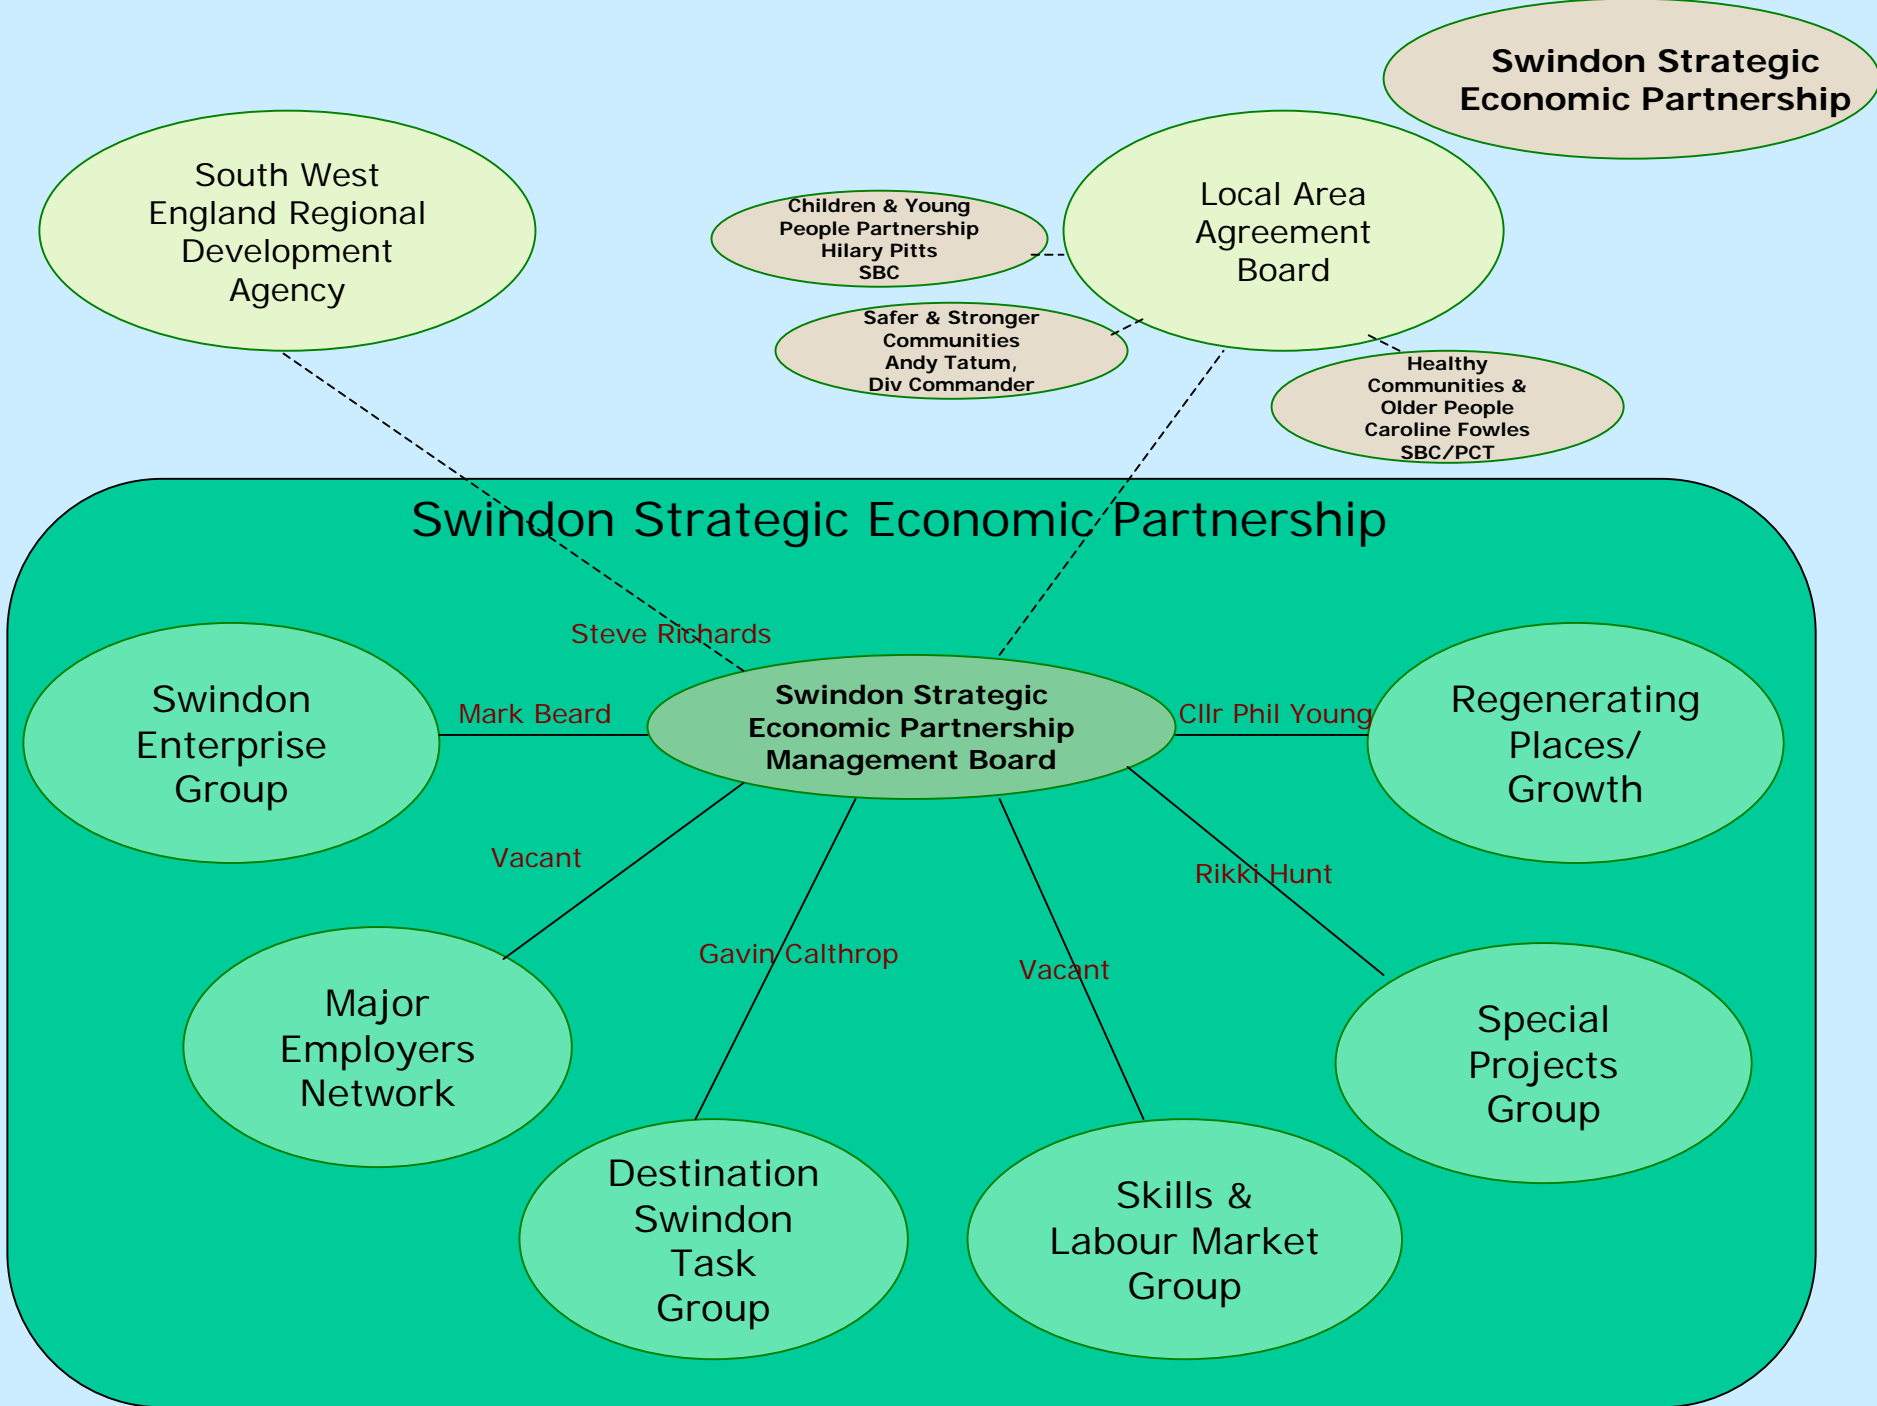 Swindon Strategic
Economic Partnership
South West
England Regional
Development
Agency
Children & Young
People Partnership
Hilary Pitts
SBC
Local Area
Agreement
Board
Safer & Stronger
Communities
Andy Tatum,
Div Commander
Healthy
Communities &
Older People
Caroline Fowles
SBC/PCT
Swindon Strategic Economic Partnership
Steve Richards
Swindon
Enterprise
Group
Mark Beard
Swindon Strategic
Economic Partnership
Management Board
Cllr Phil Young
Regenerating
Places/
Growth
Vacant
Rikki Hunt
Gavin Calthrop
Vacant
Major
Employers
Network
Special
Projects
Group
Destination
Swindon
Task
Group
Skills &
Labour Market
Group